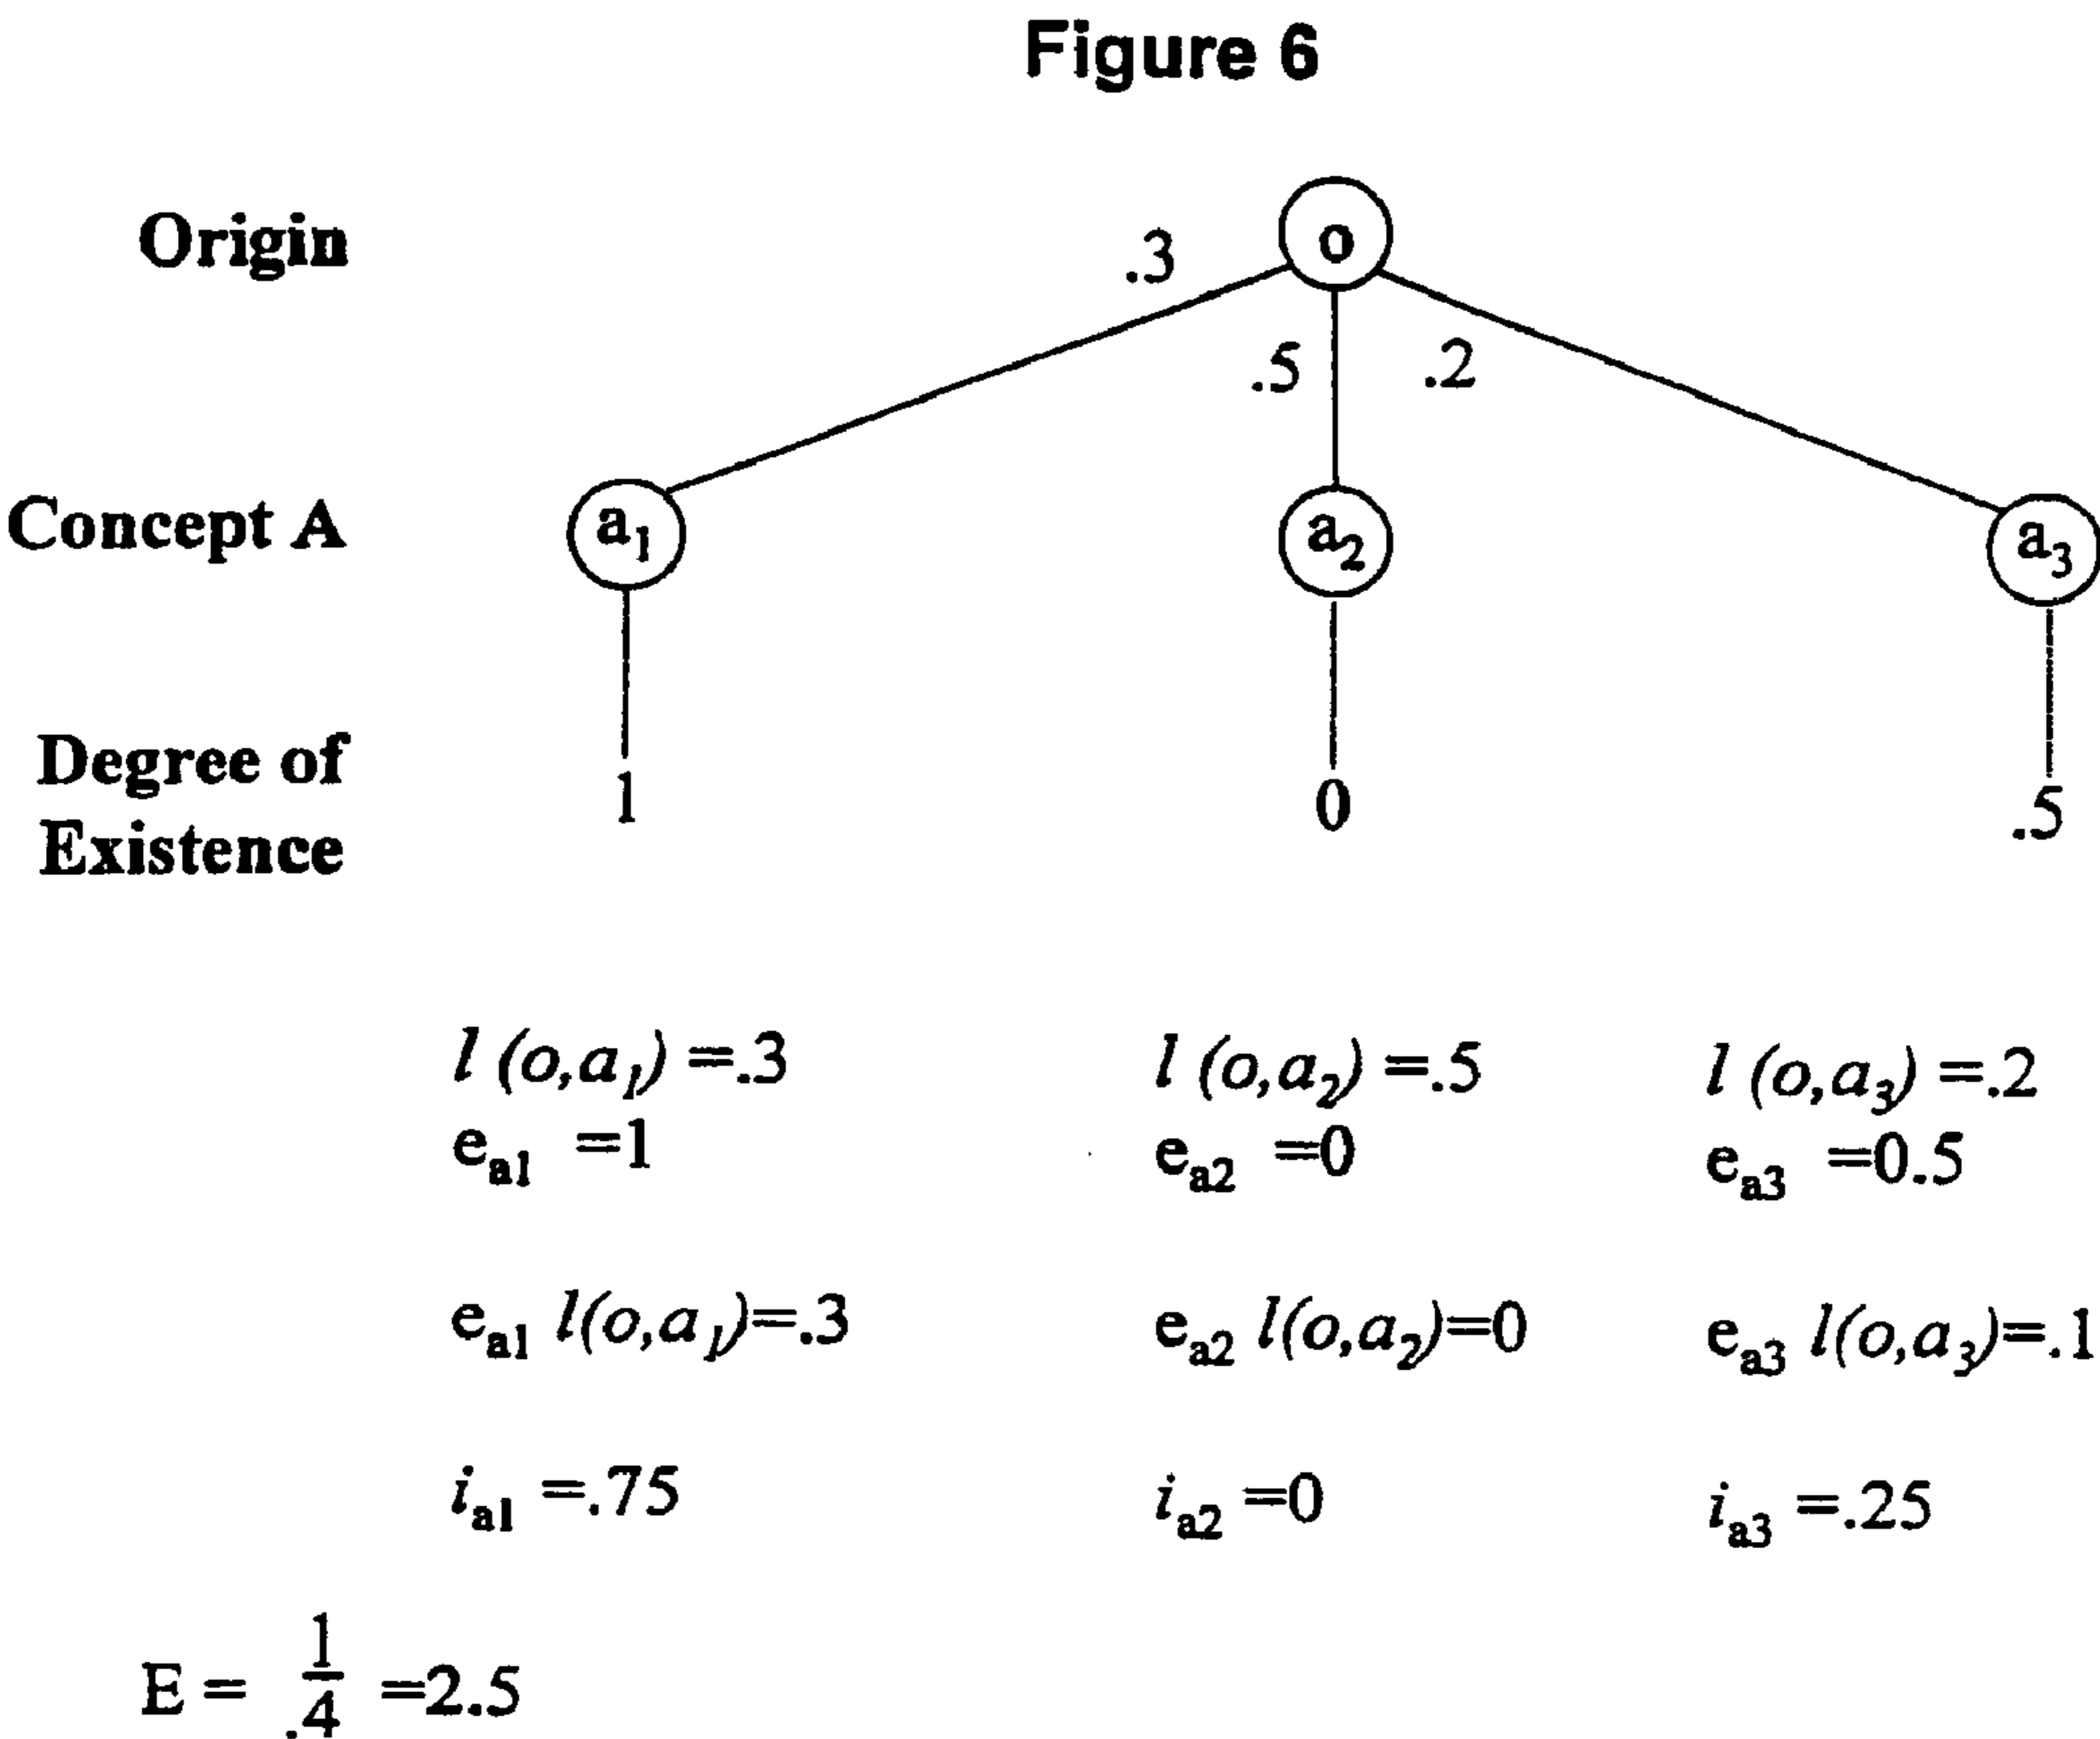 Figure 6
Origin
o
.3
.5
.2
Concept A
a₁
a₂
a₃
Degree of
Existence
1
0
.5
l (o,a₁) =.3
l (o,a₂) =.5
l (o,a₃) =.2
eₐ₁ =1
eₐ₂ =0
eₐ₃ =0.5
eₐ₁ l(o,a₁)=.3
eₐ₂ l(o,a₂)=0
eₐ₃ l(o,a₃)=.1
iₐ₁ =.75
iₐ₂ =0
iₐ₃ =.25
E = 1/.4 =2.5